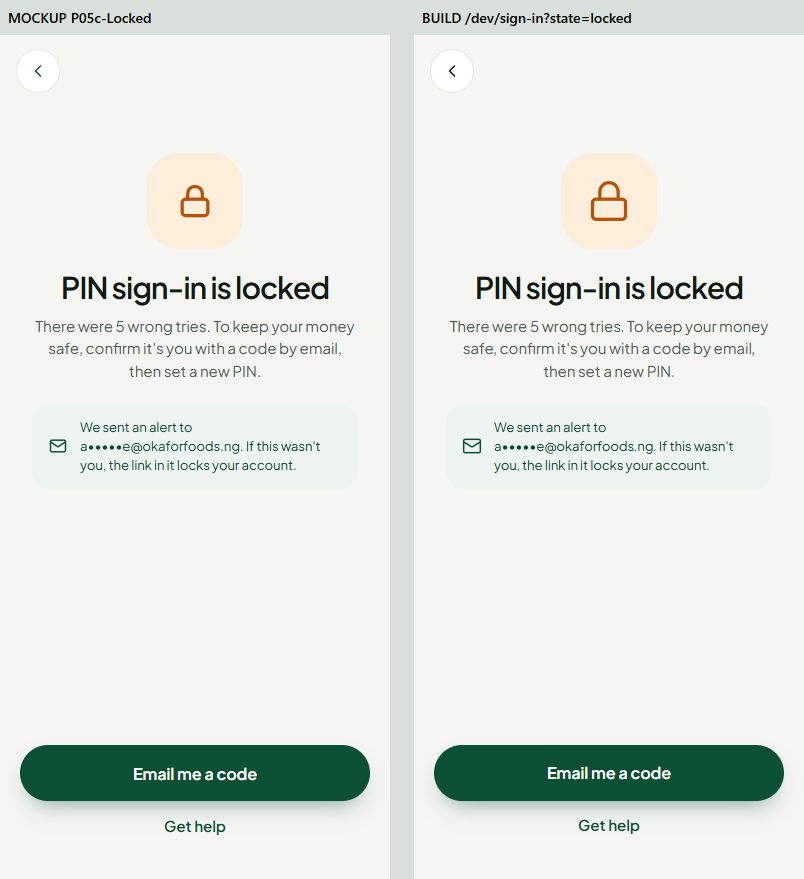 MOCKUP P05c-Locked
PIN sign-in is locked
There were 5 wrong tries. To keep your money
safe, confirm it's you with a code by email,
then set a new PIN.
We sent an alert to
a•••••e@okaforfoods.ng. If this wasn't
you, the link in it locks your account.
Email me a code
Get help
BUILD /dev/sign-in?state=locked
PIN sign-in is locked
There were 5 wrong tries. To keep your money
safe, confirm it's you with a code by email,
then set a new PIN.
We sent an alert to
a•••••e@okaforfoods.ng. If this wasn't
you, the link in it locks your account.
Email me a code
Get help